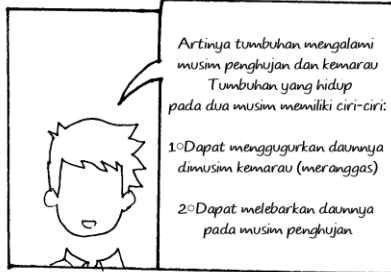 Artinya tumbuhan mengalami
musim penghujan dan kemarau
Tumbuhan yang hidup
pada dua musim memiliki ciri-ciri:
1○Dapat menggugurkan daunnya
dimusim kemarau (meranggas)
2○Dapat melebarkan daunnya
pada musim penghujan